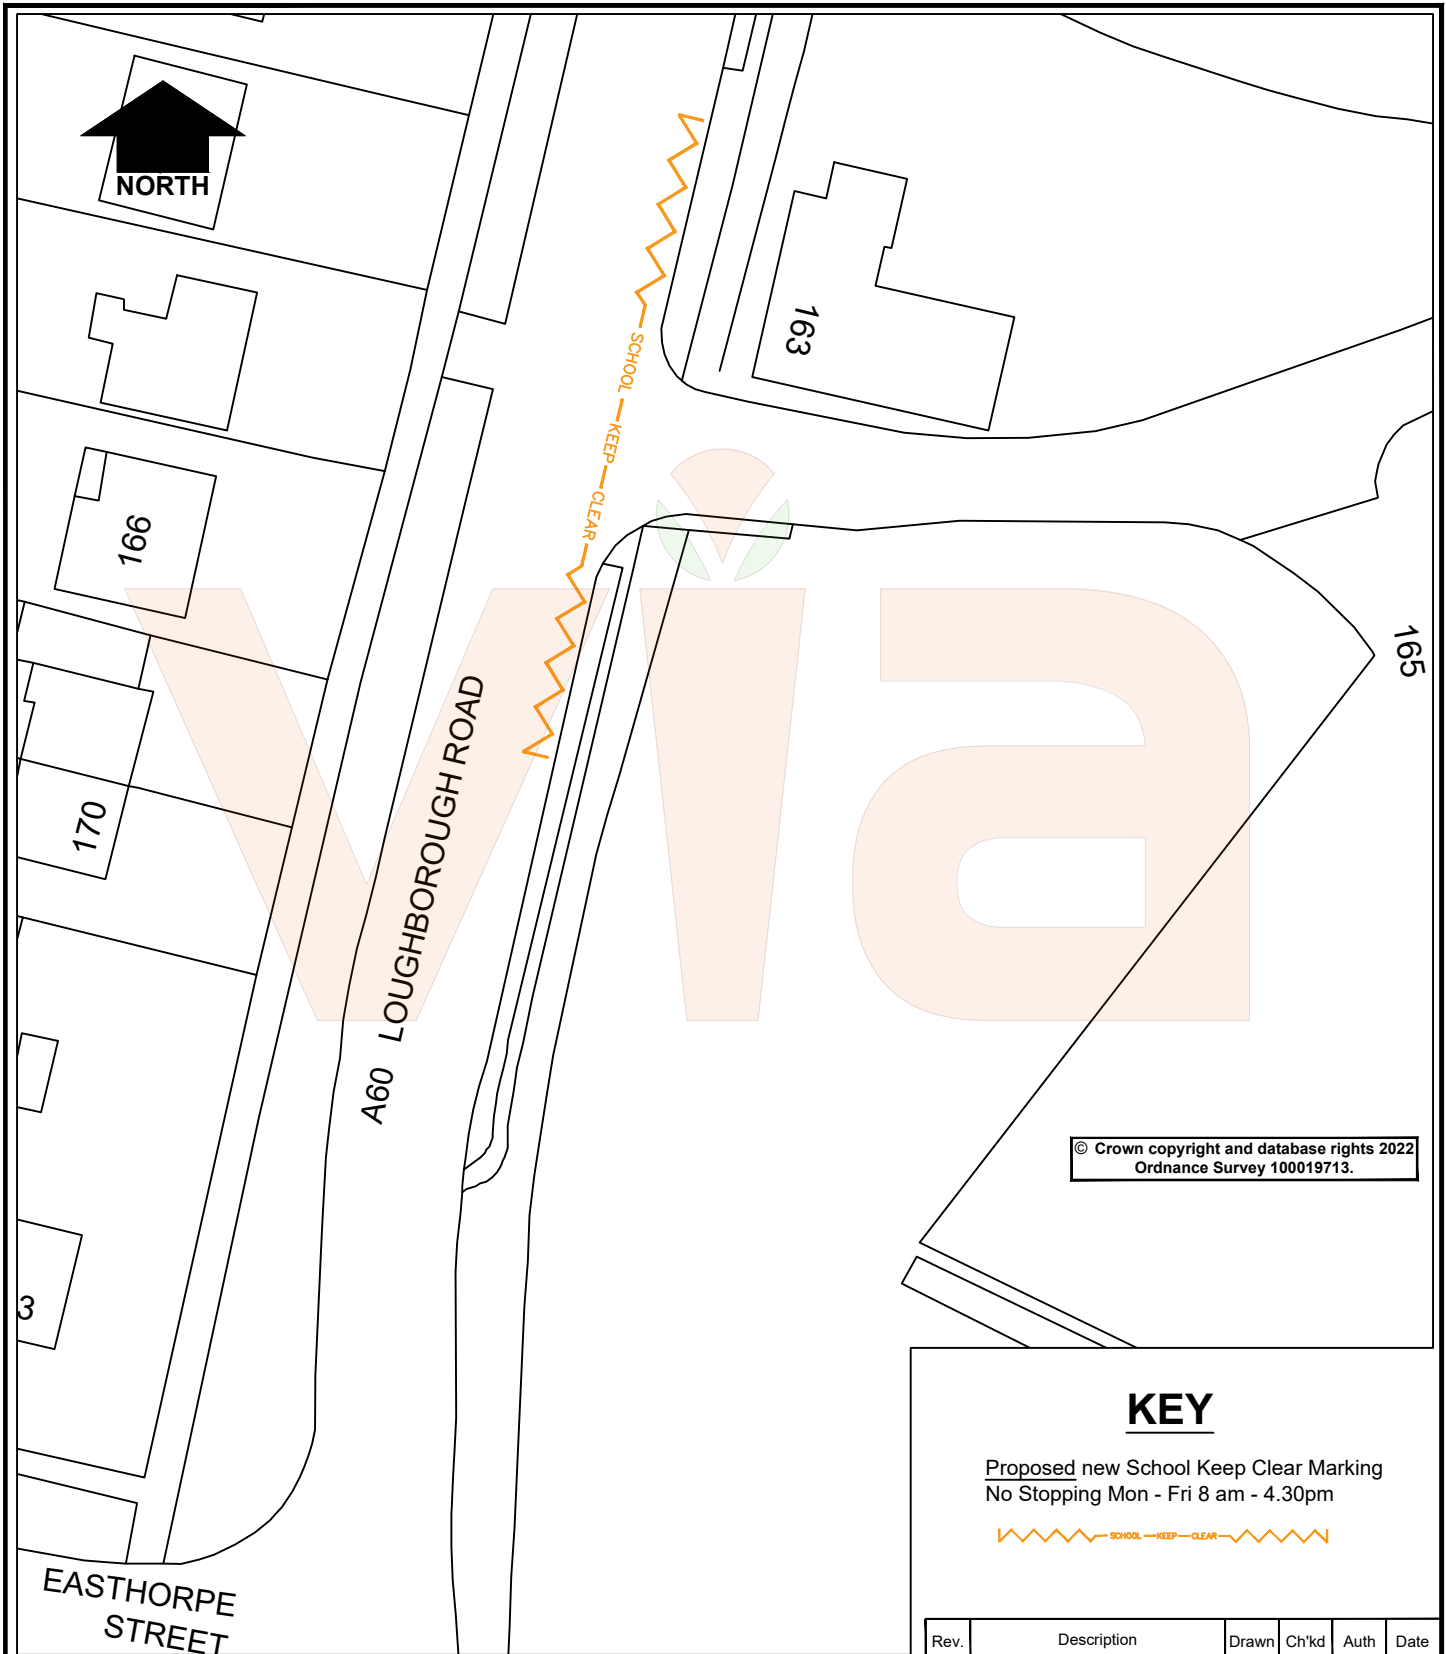 NORTH
163
SCHOOL KEEP CLEAR
166
165
170
A60 LOUGHBOROUGH ROAD
via
© Crown copyright and database rights 2022
Ordnance Survey 100019713.
3
KEY
Proposed new School Keep Clear Marking
No Stopping Mon - Fri 8 am - 4.30pm
SCHOOL KEEP CLEAR
EASTHORPE
STREET
Rev. Description Drawn Ch'kd Auth Date